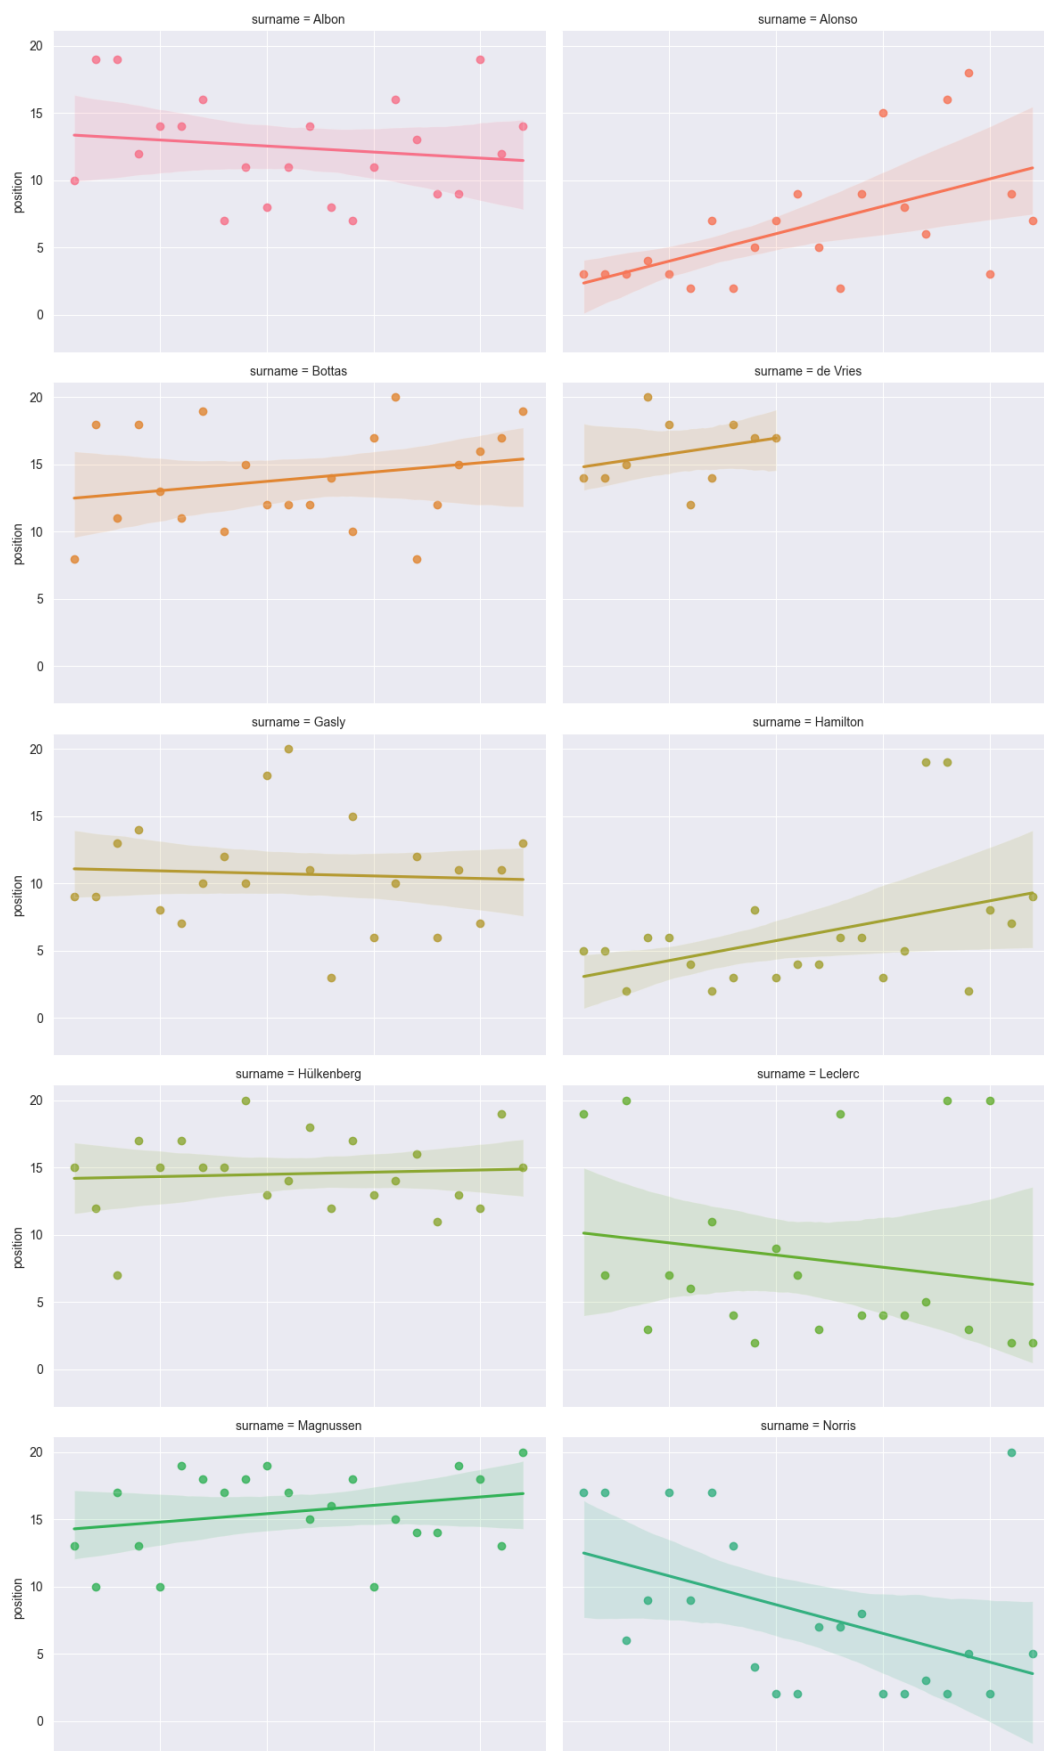 surname = Albon
surname = Alonso
20
15
10
5
0
position
surname = Bottas
surname = de Vries
20
15
10
5
0
position
surname = Gasly
surname = Hamilton
20
15
10
5
0
position
surname = Hülkenberg
surname = Leclerc
20
15
10
5
0
position
surname = Magnussen
surname = Norris
20
15
10
5
0
position